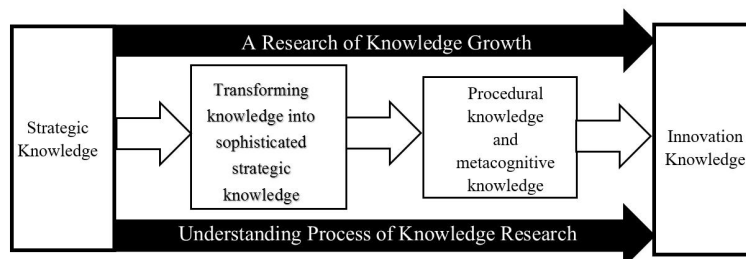 A Research of Knowledge Growth
Strategic
Knowledge
Transforming
knowledge into
sophisticated
strategic
knowledge
Procedural
knowledge
and
metacognitive
knowledge
Innovation
Knowledge
Understanding Process of Knowledge Research